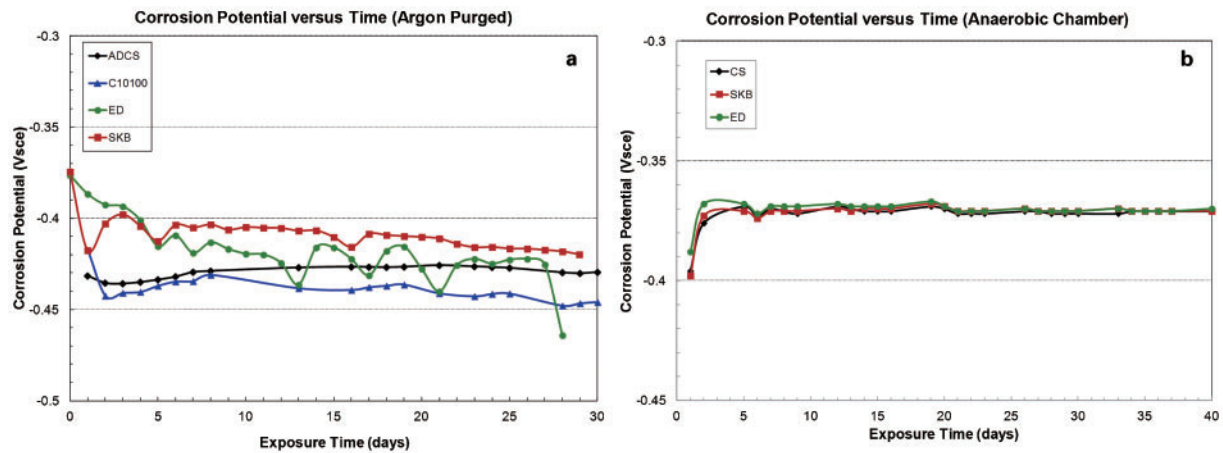 Corrosion Potential versus Time (Argon Purged)
-0.3
-0.35
-0.4
-0.45
-0.5
Corrosion Potential (Vsce)
ADCS
C10100
ED
SKB
a
0 5 10 15 20 25 30
Exposure Time (days)
Corrosion Potential versus Time (Anaerobic Chamber)
-0.3
-0.35
-0.4
-0.45
Corrosion Potential (Vsce)
CS
SKB
ED
b
0 5 10 15 20 25 30 35 40
Exposure Time (days)